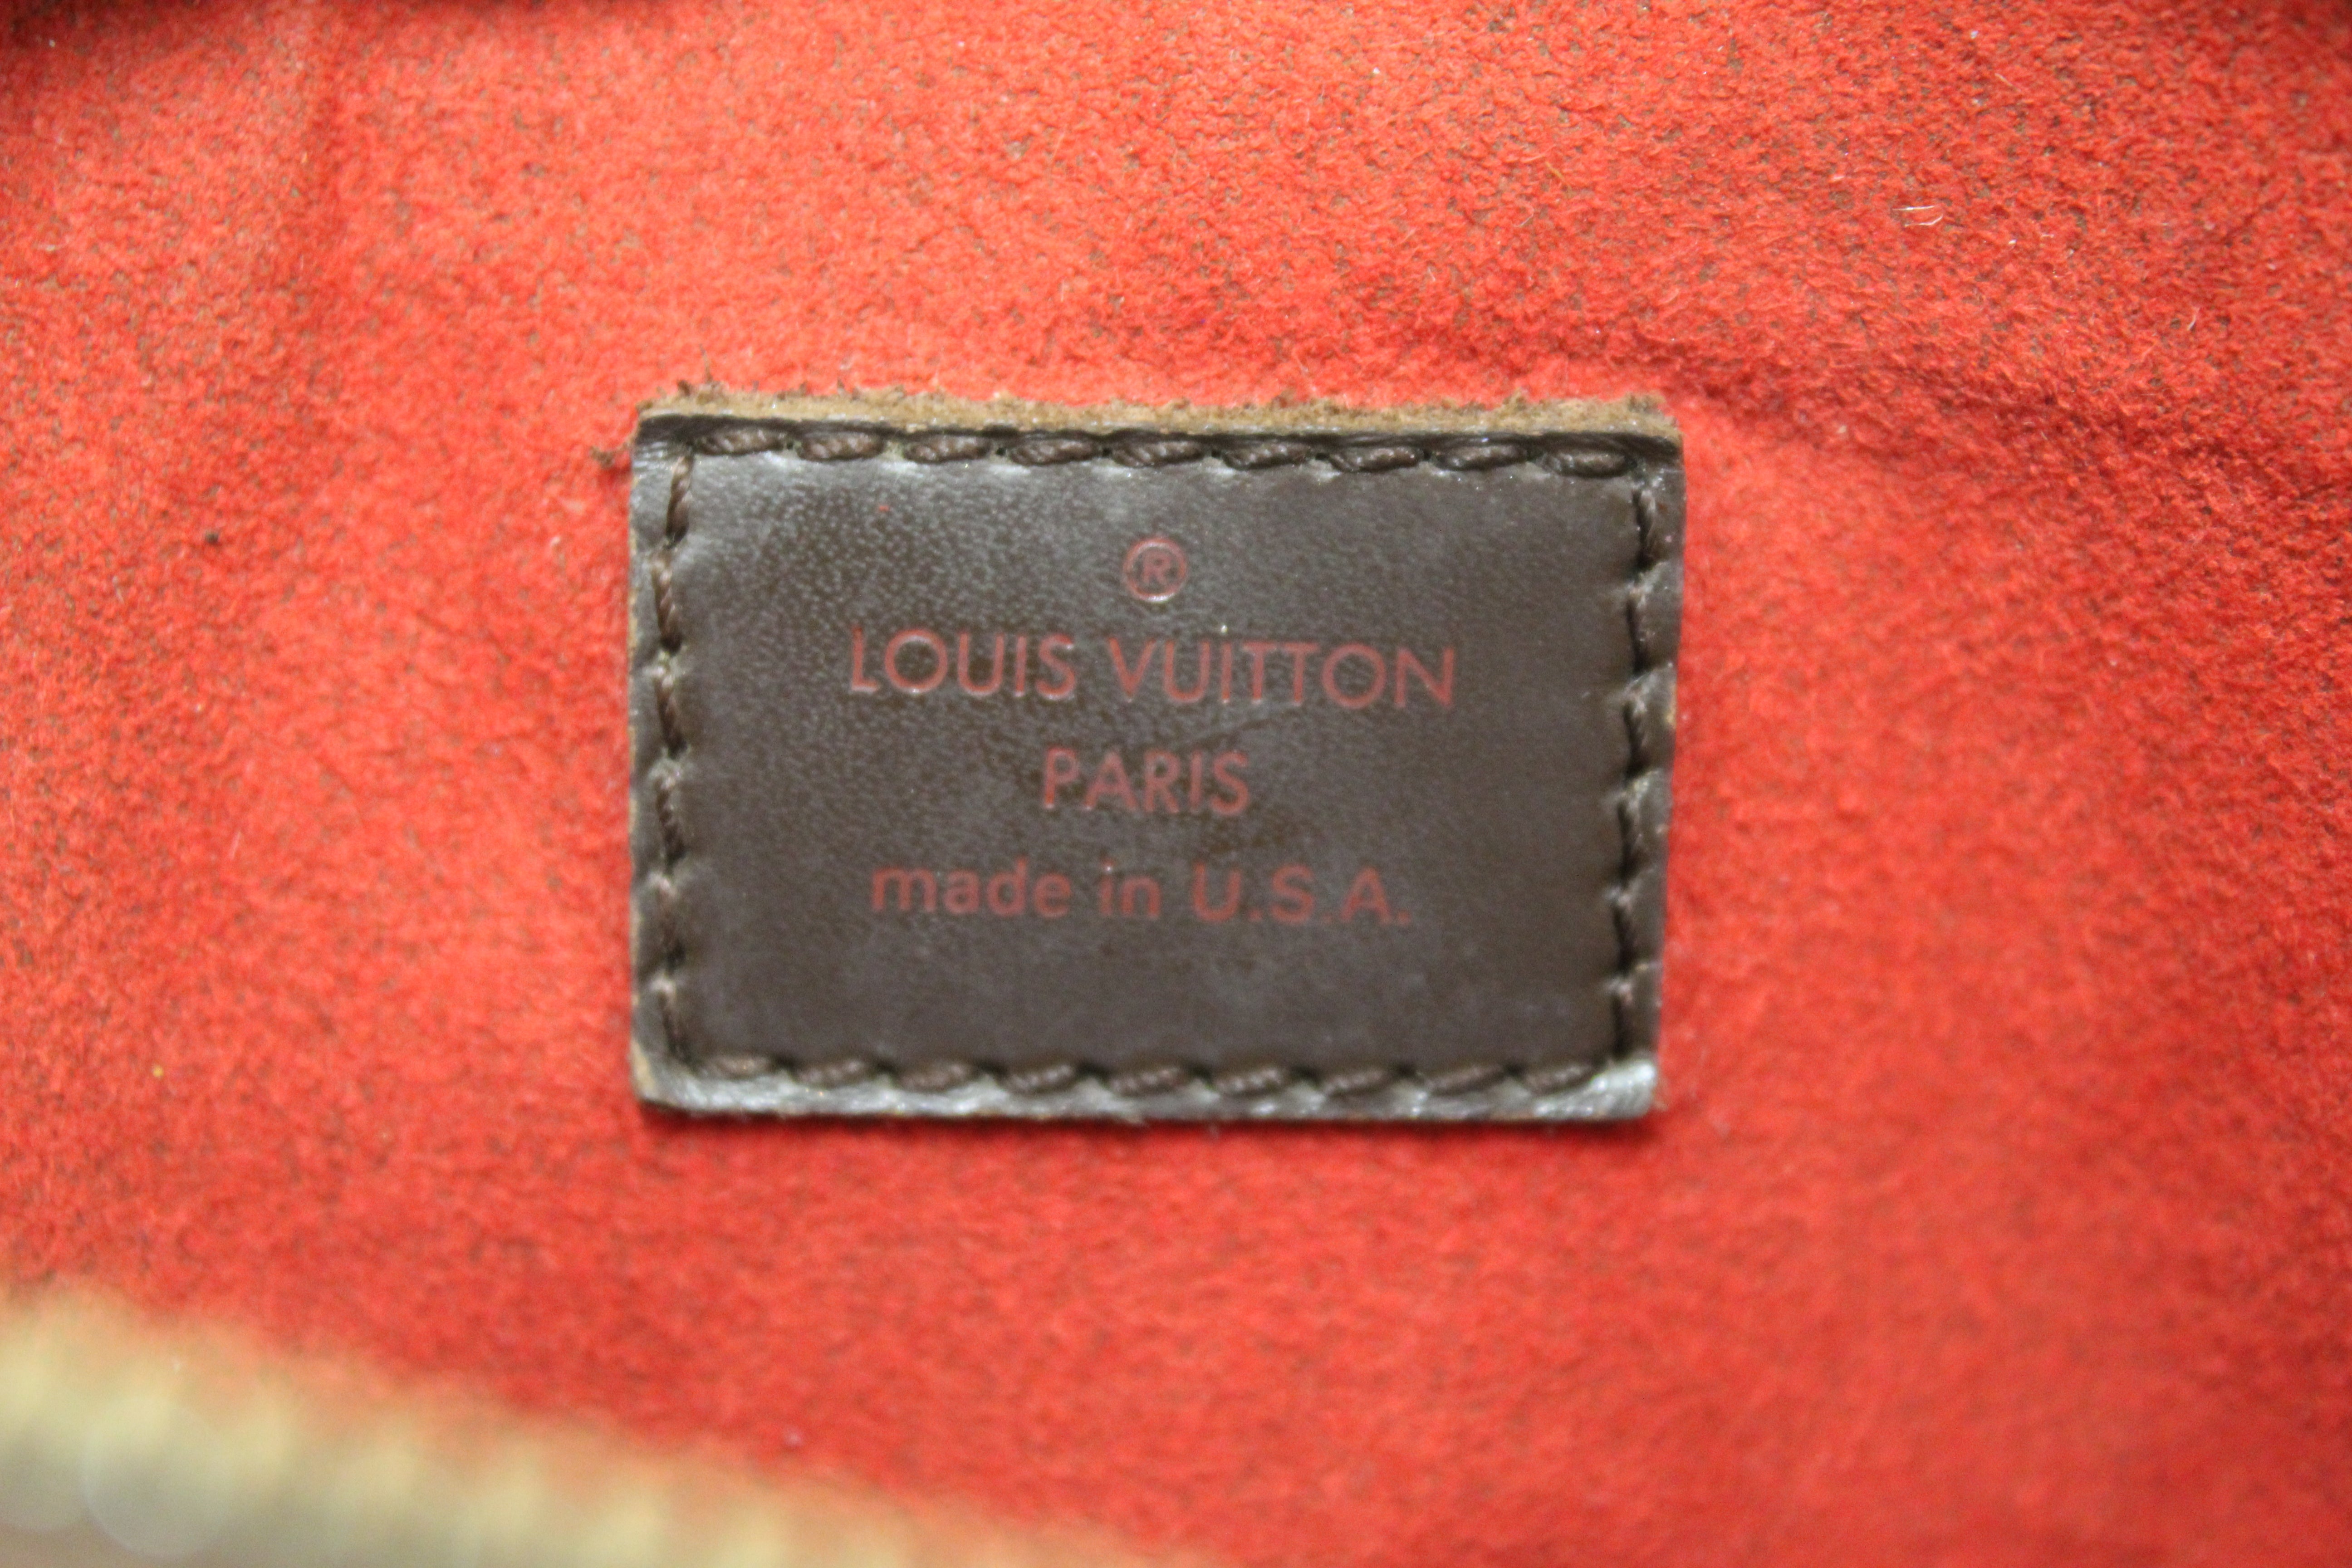 ®
LOUIS VUITTON
PARIS
made in U.S.A.